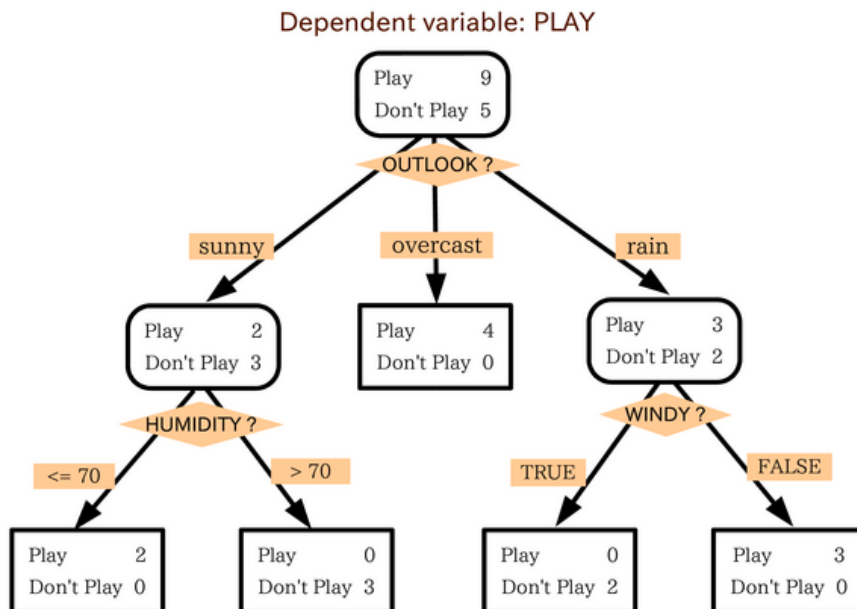 Dependent variable: PLAY
Play 9
Don't Play 5
OUTLOOK ?
sunny
overcast
rain
Play 2
Don't Play 3
Play 4
Don't Play 0
Play 3
Don't Play 2
HUMIDITY ?
WINDY ?
<= 70
> 70
TRUE
FALSE
Play 2
Don't Play 0
Play 0
Don't Play 3
Play 0
Don't Play 2
Play 3
Don't Play 0